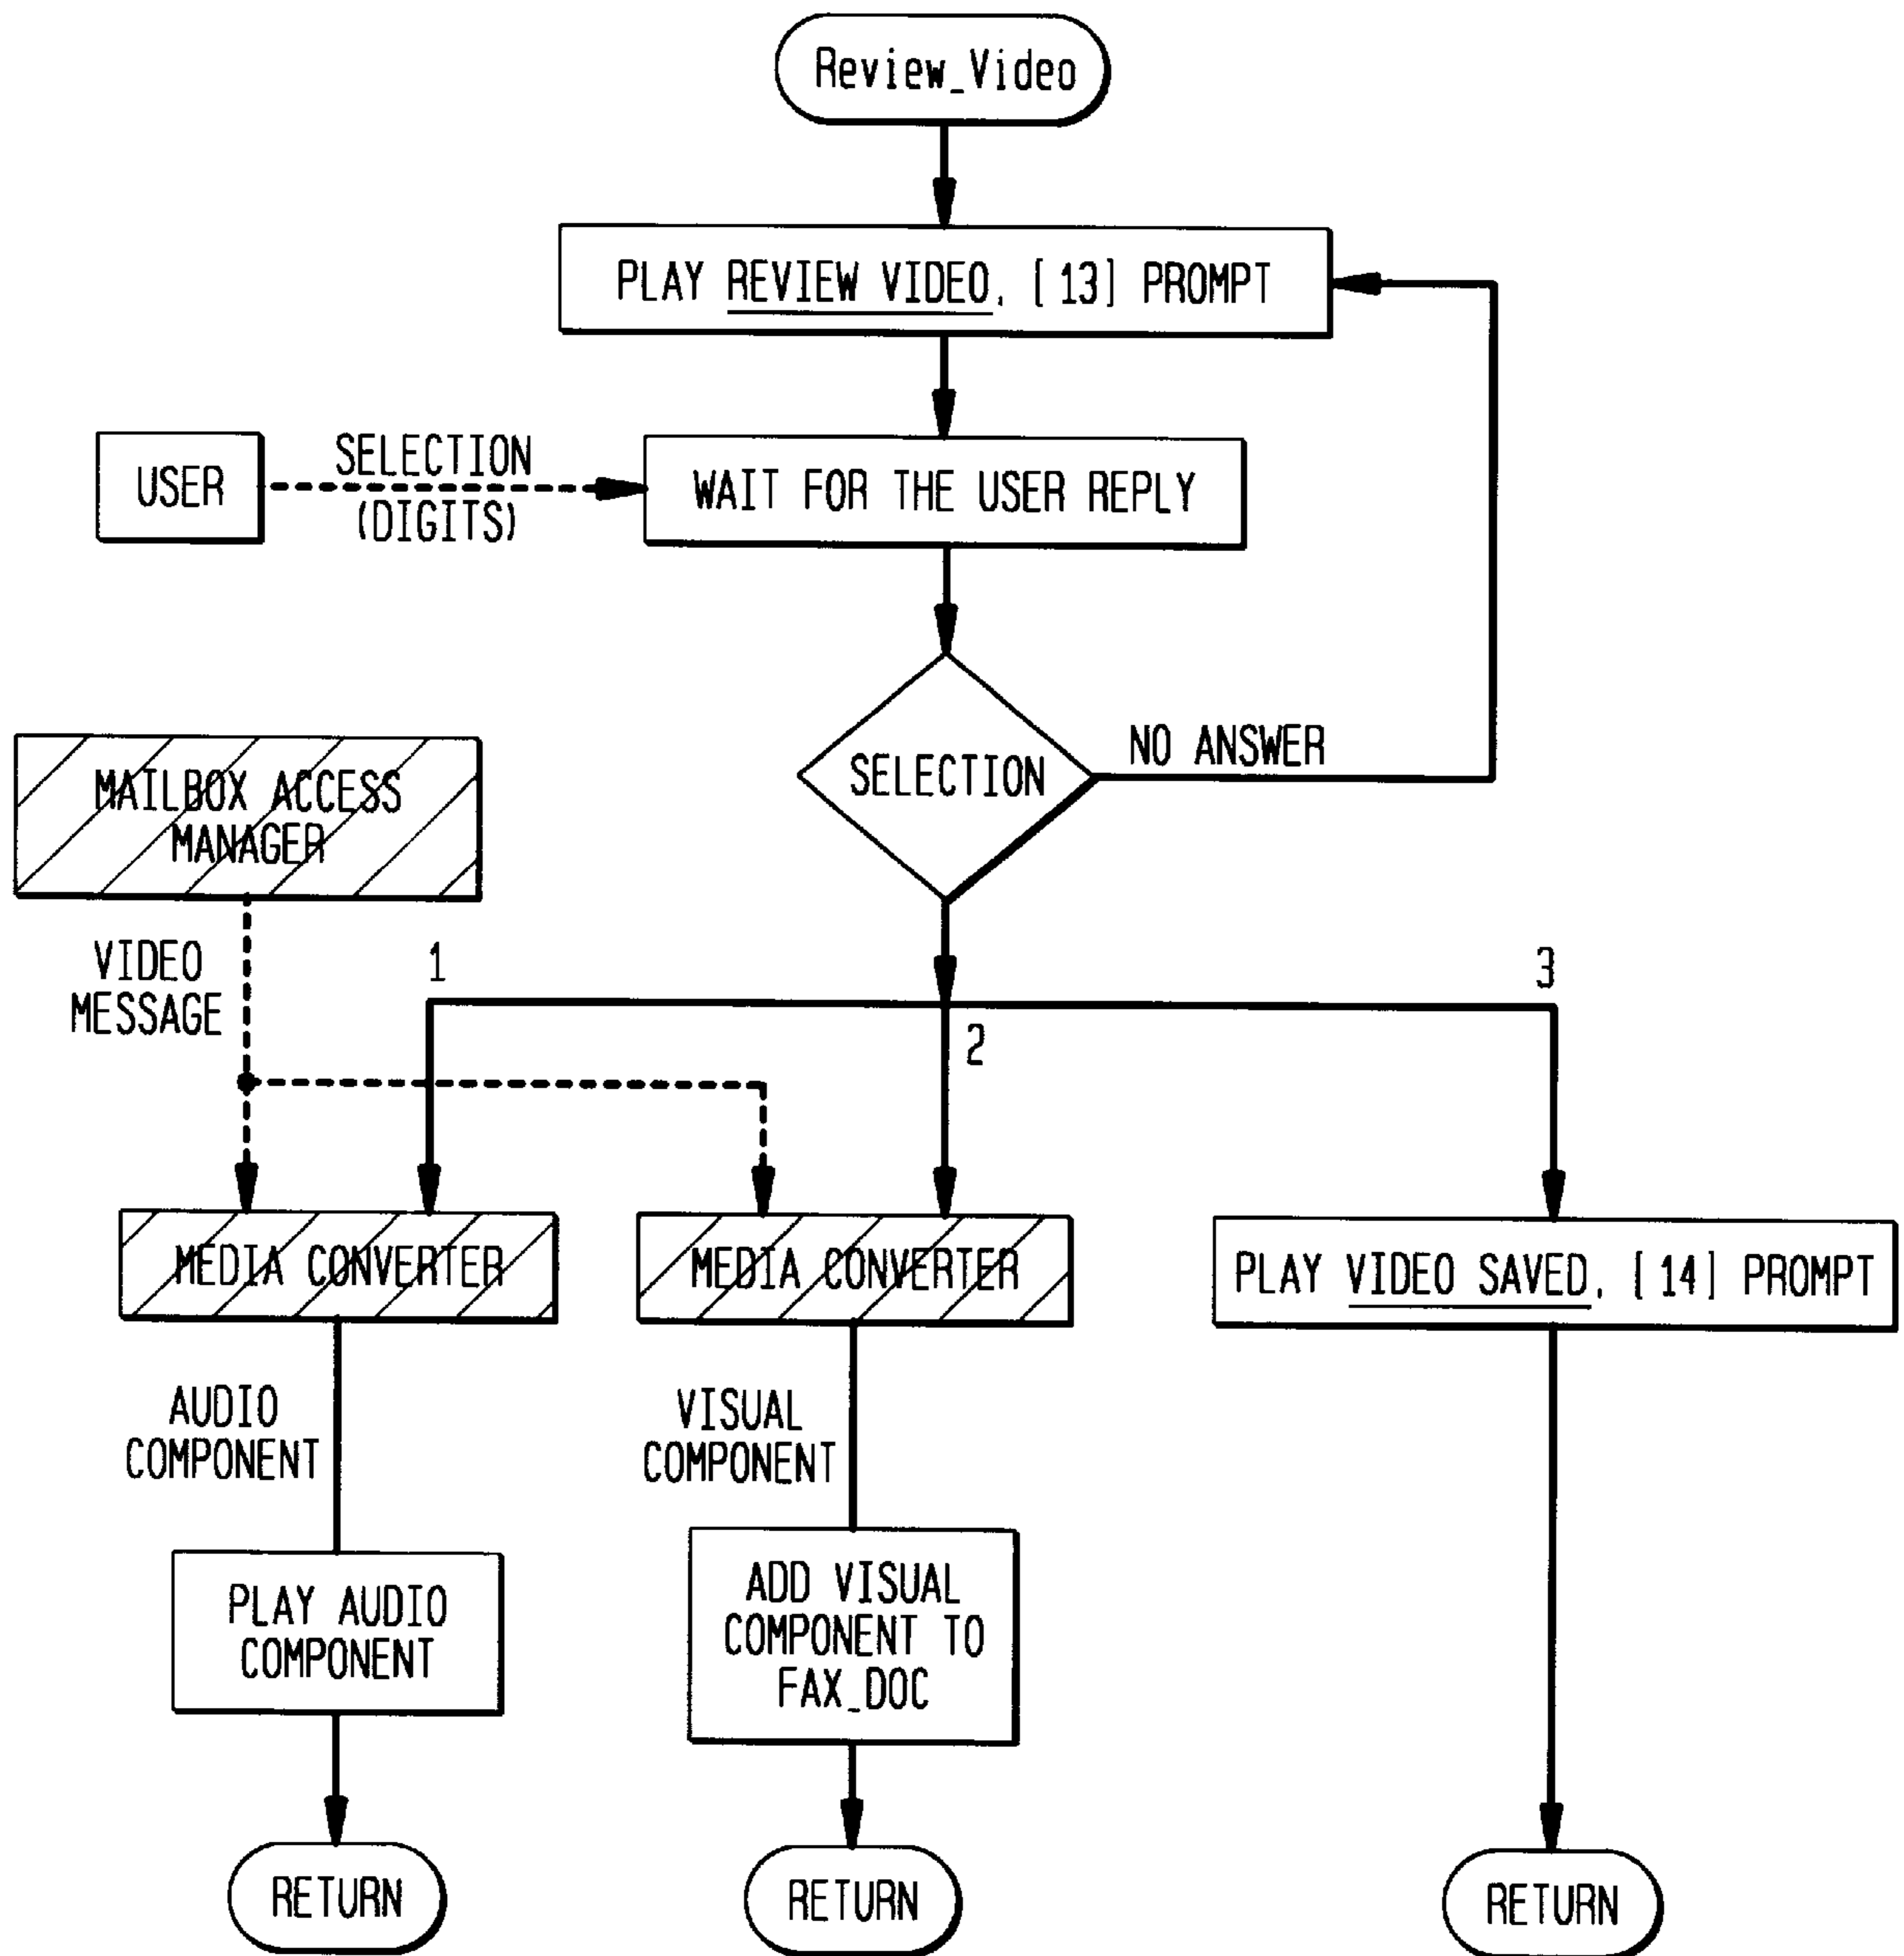 Review_Video
PLAY REVIEW VIDEO, [13] PROMPT
USER
SELECTION
(DIGITS)
WAIT FOR THE USER REPLY
SELECTION
NO ANSWER
MAILBOX ACCESS
MANAGER
VIDEO
MESSAGE
1
2
3
MEDIA CONVERTER
MEDIA CONVERTER
PLAY VIDEO SAVED, [14] PROMPT
AUDIO
COMPONENT
VISUAL
COMPONENT
PLAY AUDIO
COMPONENT
ADD VISUAL
COMPONENT TO
FAX_DOC
RETURN
RETURN
RETURN